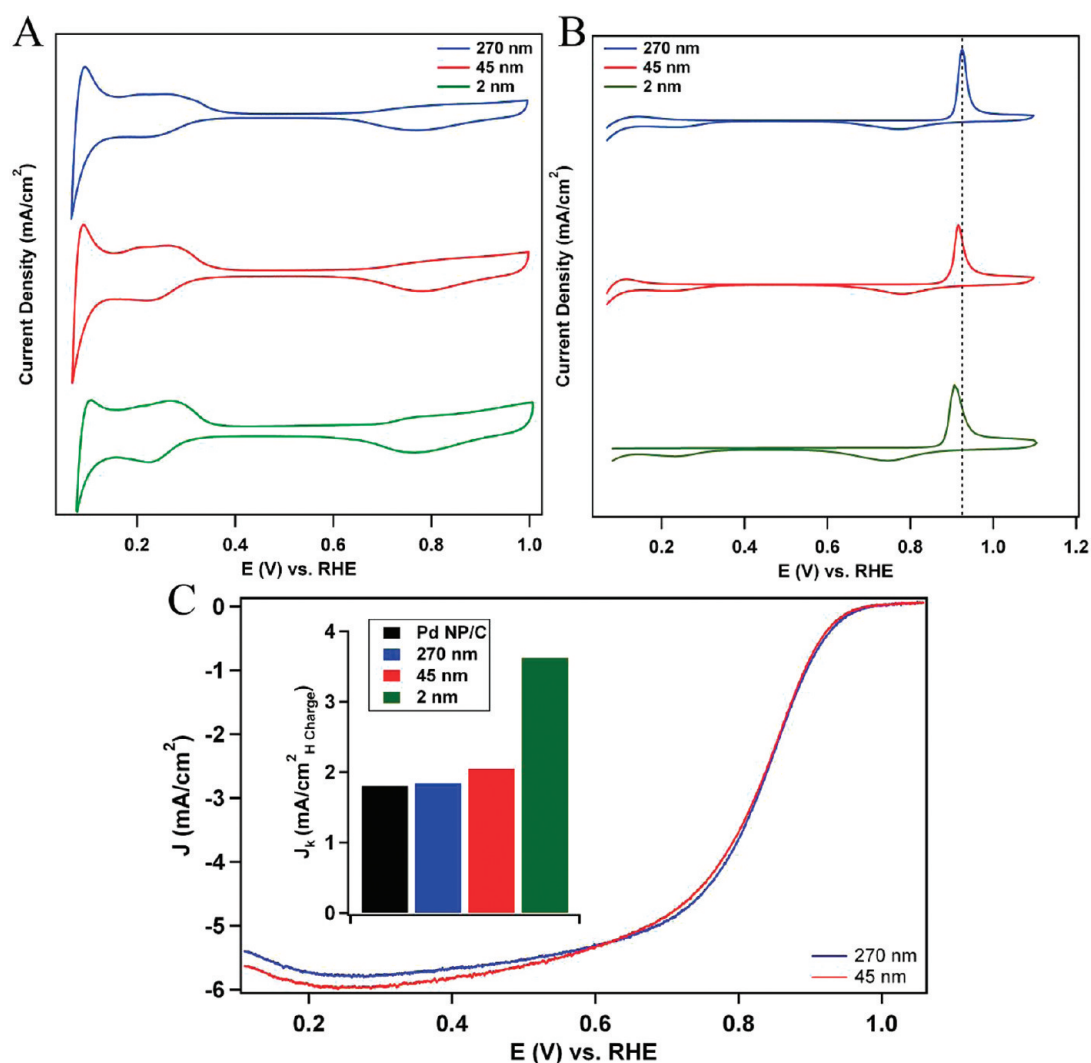 A
270 nm
45 nm
2 nm
Current Density (mA/cm²)
0.2 0.4 0.6 0.8 1.0
E (V) vs. RHE
B
270 nm
45 nm
2 nm
Current Density (mA/cm²)
0.2 0.4 0.6 0.8 1.0 1.2
E (V) vs. RHE
C
0
-1
-2
-3
-4
-5
-6
J (mA/cm²)
4
3
2
1
0
J_k (mA/cm²_H Charge)
Pd NP/C
270 nm
45 nm
2 nm
270 nm
45 nm
0.2 0.4 0.6 0.8 1.0
E (V) vs. RHE